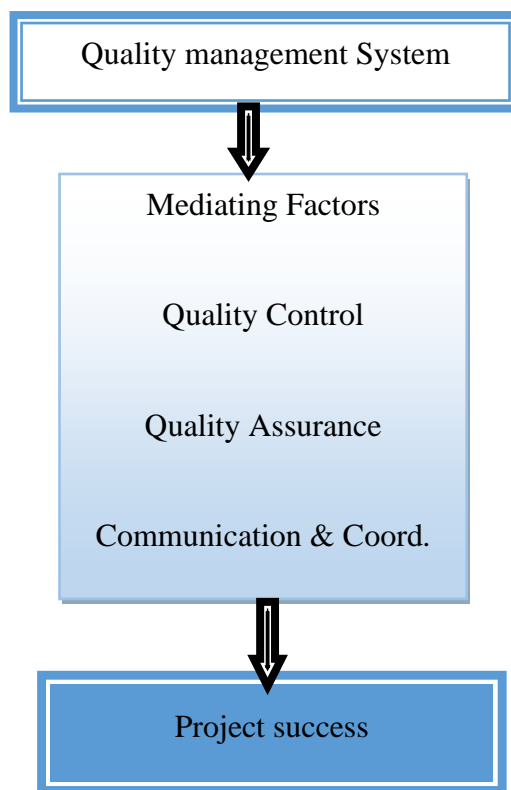 Quality management System
Mediating Factors
Quality Control
Quality Assurance
Communication & Coord.
Project success